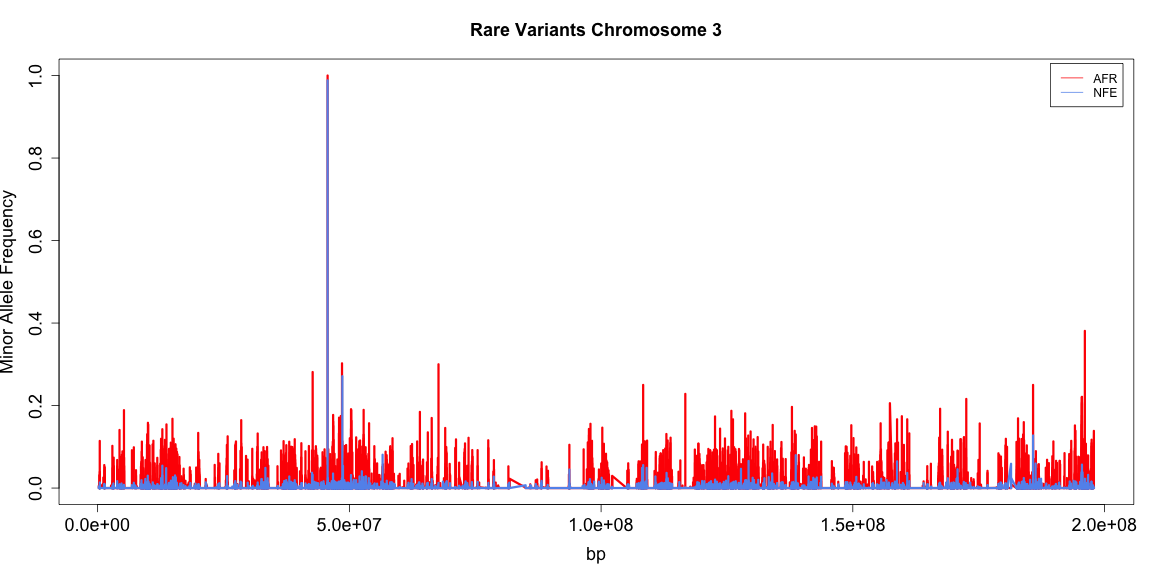 Rare Variants Chromosome 3
AFR
NFE
Minor Allele Frequency
1.0
0.8
0.6
0.4
0.2
0.0
0.0e+00 5.0e+07 1.0e+08 1.5e+08 2.0e+08
bp